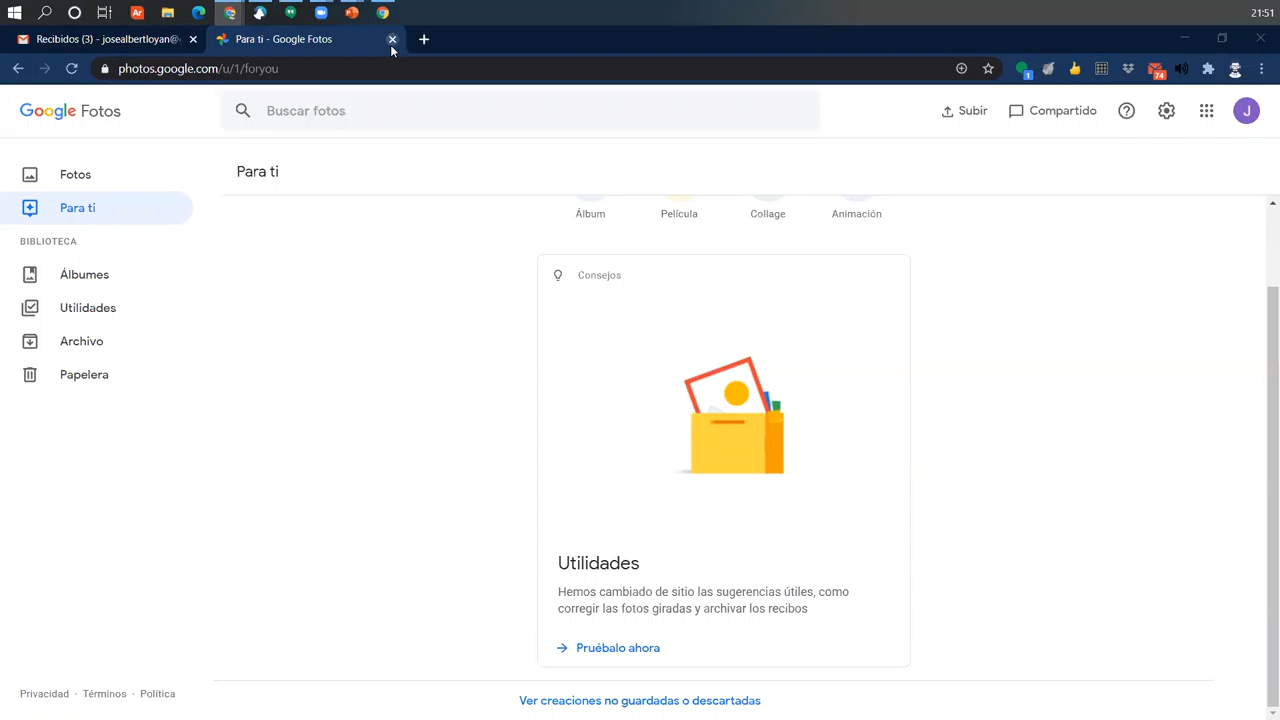 21:51
Recibidos (3) - josealbertloyan@
Para ti - Google Fotos
photos.google.com/u/1/foryou
1
74
Google Fotos
Buscar fotos
Subir
Compartido
J
Fotos
Para ti
BIBLIOTECA
Álbumes
Utilidades
Archivo
Papelera
Para ti
Álbum
Película
Collage
Animación
Consejos
Utilidades
Hemos cambiado de sitio las sugerencias útiles, como
corregir las fotos giradas y archivar los recibos
Pruébalo ahora
Ver creaciones no guardadas o descartadas
Privacidad · Términos · Política